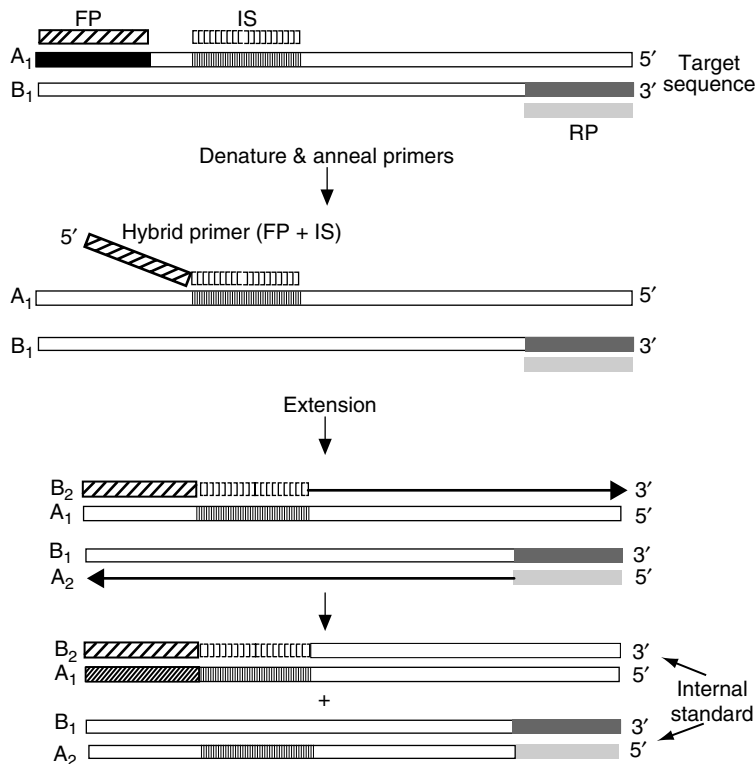 FP IS
A₁ 5′
Target sequence
B₁ 3′
RP
Denature & anneal primers
5′ Hybrid primer (FP + IS)
A₁ 5′
B₁ 3′
Extension
B₂ 3′
A₁ 5′
B₁ 3′
A₂ 5′
B₂ 3′
A₁ 5′
+
Internal standard
B₁ 3′
A₂ 5′